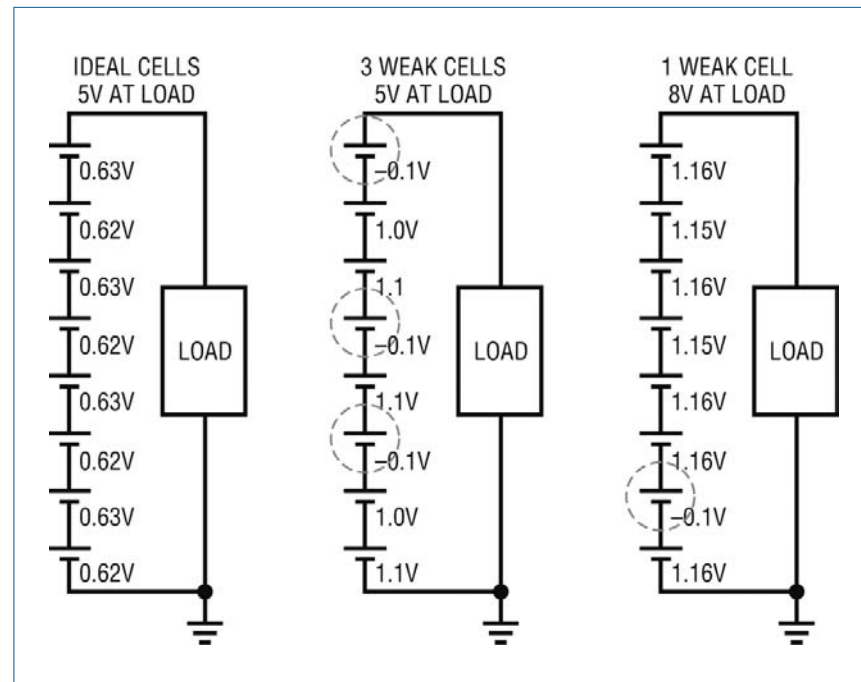 IDEAL CELLS
5V AT LOAD
0.63V
0.62V
0.63V
0.62V
0.63V
0.62V
0.63V
0.62V
LOAD
3 WEAK CELLS
5V AT LOAD
–0.1V
1.0V
1.1
–0.1V
1.1V
–0.1V
1.0V
1.1V
LOAD
1 WEAK CELL
8V AT LOAD
1.16V
1.15V
1.16V
1.15V
1.16V
1.16V
–0.1V
1.16V
LOAD